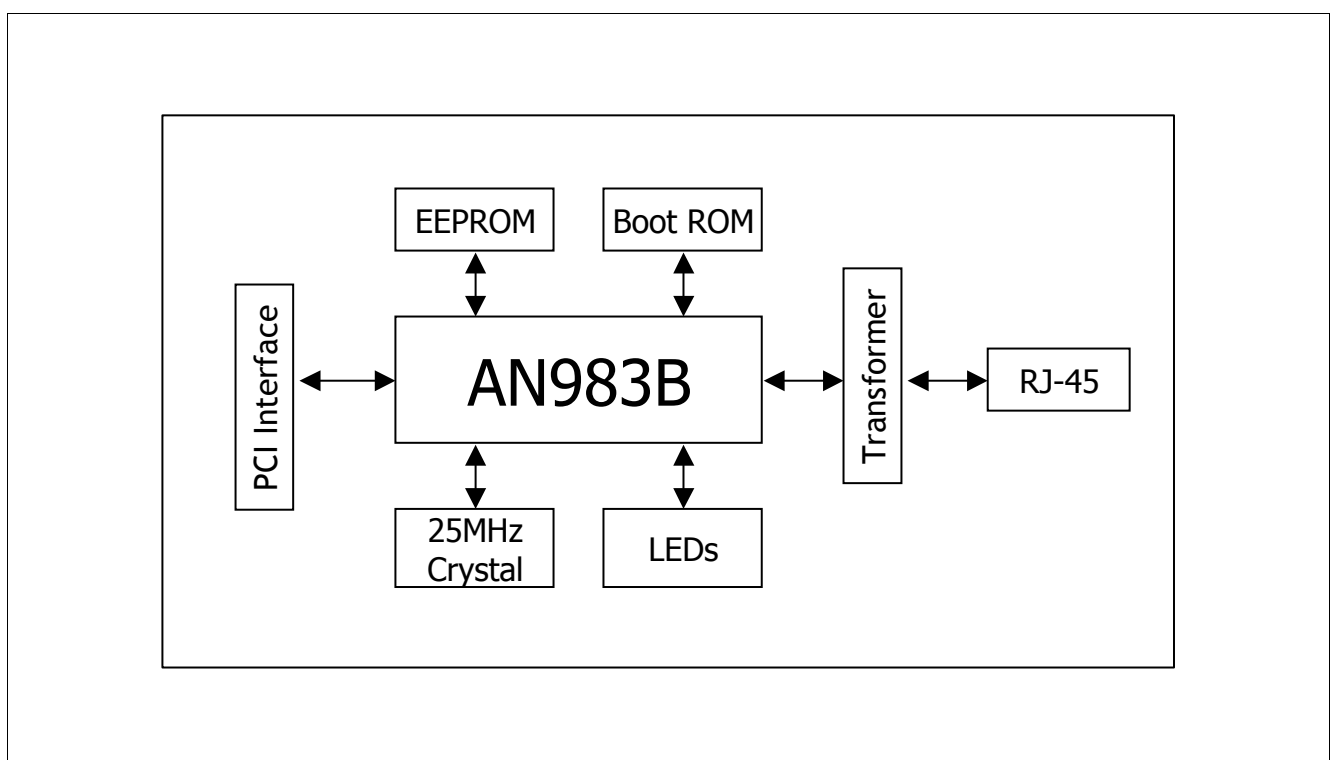 EEPROM
Boot ROM
PCI Interface
AN983B
Transformer
RJ-45
25MHz
Crystal
LEDs